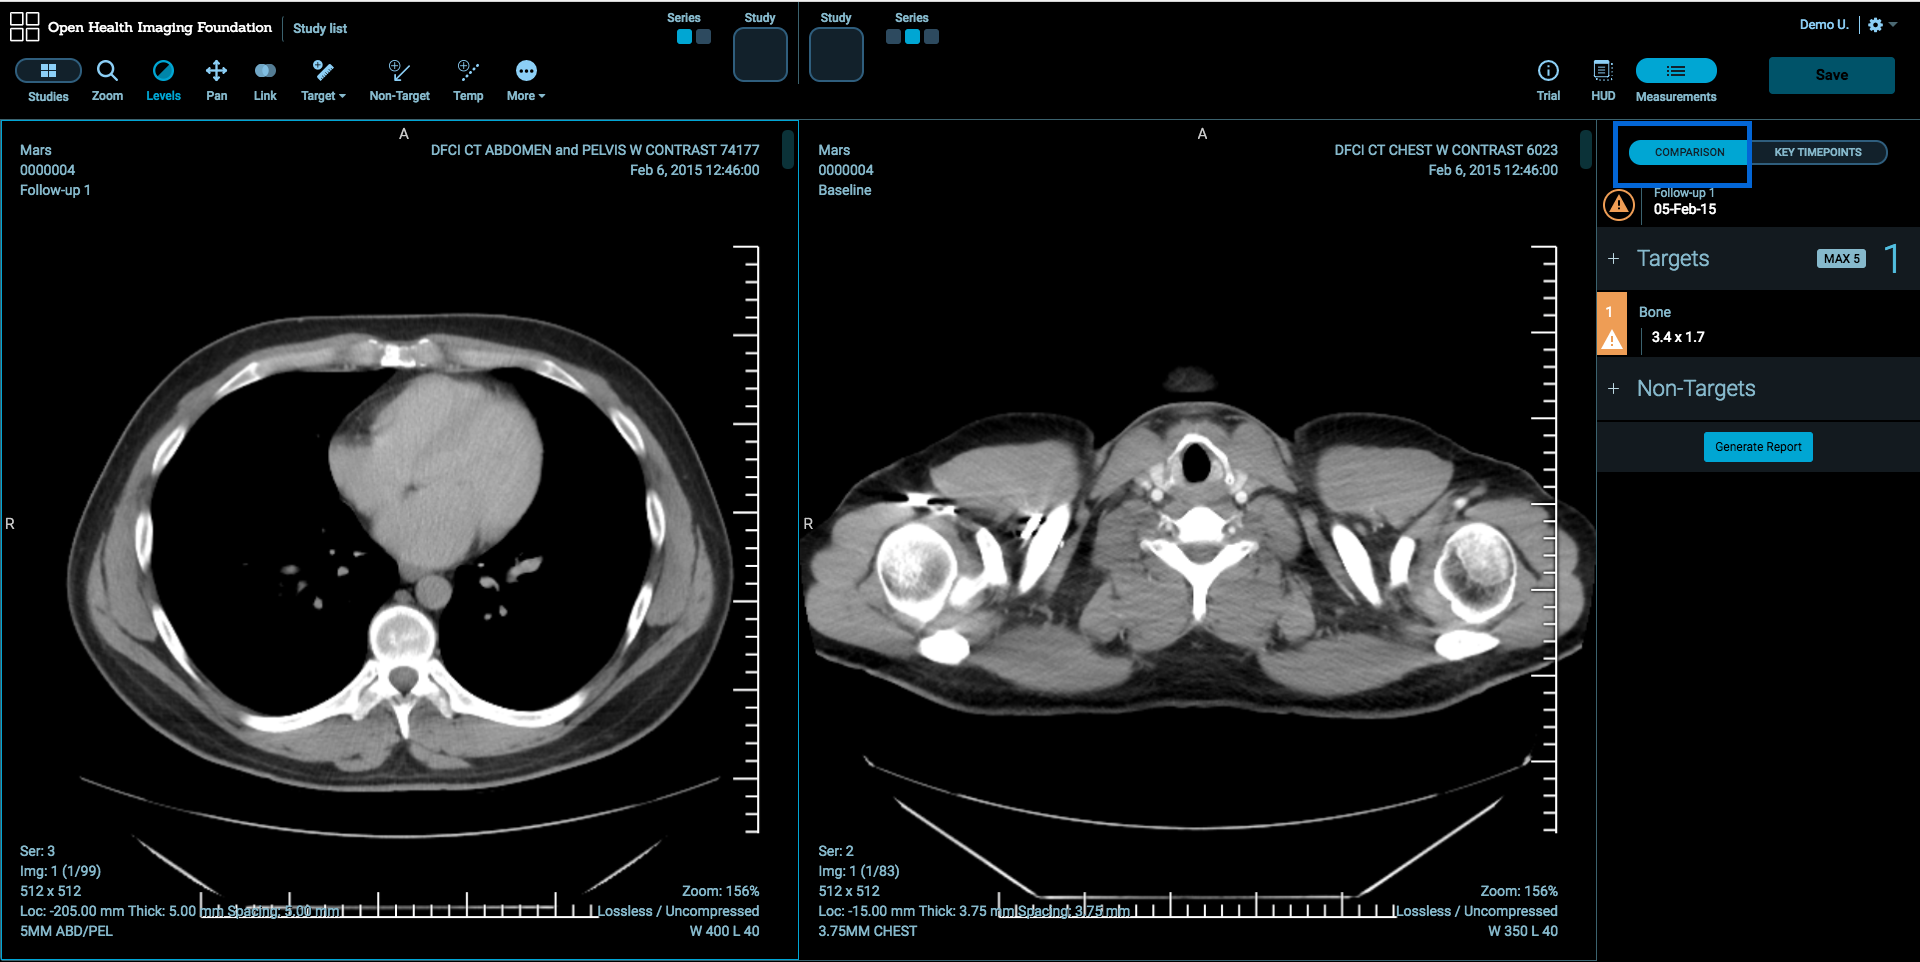 Open Health Imaging Foundation
Study list
Series
Study
Study
Series
Demo U.
Studies
Zoom
Levels
Pan
Link
Target
Non-Target
Temp
More
Trial
HUD
Measurements
Save
A
Mars
0000004
Follow-up 1
DFCI CT ABDOMEN and PELVIS W CONTRAST 74177
Feb 6, 2015 12:46:00
R
Ser: 3
Img: 1 (1/99)
512 x 512
Loc: -205.00 mm Thick: 5.00 mm Spacing: 5.00 mm
5MM ABD/PEL
Zoom: 156%
Lossless / Uncompressed
W 400 L 40
A
Mars
0000004
Baseline
DFCI CT CHEST W CONTRAST 6023
Feb 6, 2015 12:46:00
R
Ser: 2
Img: 1 (1/83)
512 x 512
Loc: -15.00 mm Thick: 3.75 mm Spacing: 3.75 mm
3.75MM CHEST
Zoom: 156%
Lossless / Uncompressed
W 350 L 40
COMPARISON
KEY TIMEPOINTS
Follow-up 1
05-Feb-15
+ Targets MAX 5 1
1 Bone
3.4 x 1.7
+ Non-Targets
Generate Report